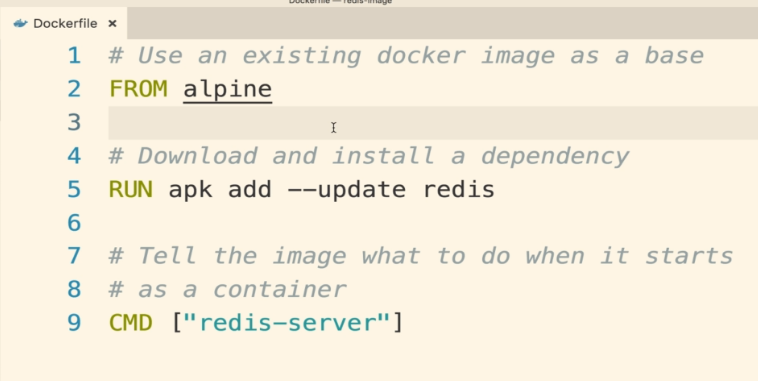 Dockerfile — redis-image
Dockerfile ×
1 # Use an existing docker image as a base
2 FROM alpine
3
4 # Download and install a dependency
5 RUN apk add --update redis
6
7 # Tell the image what to do when it starts
8 # as a container
9 CMD ["redis-server"]